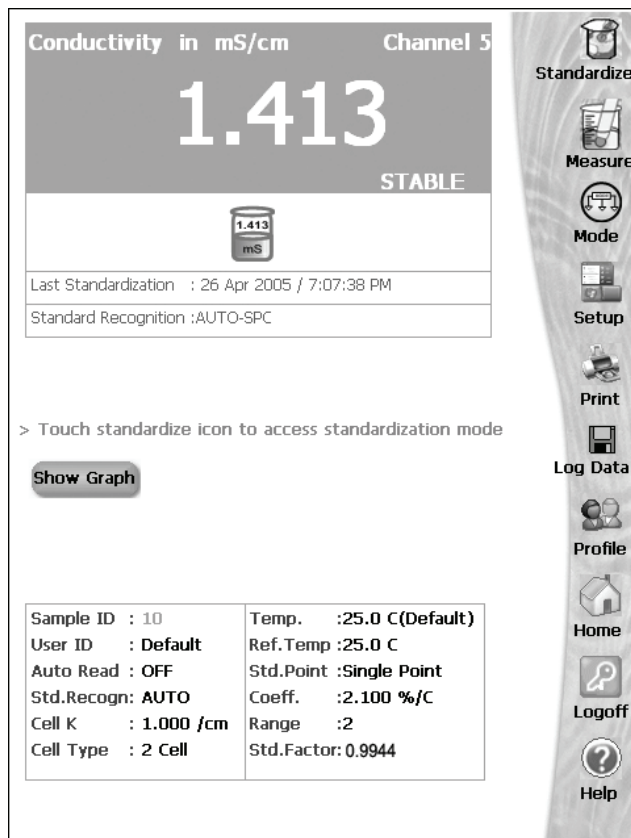 Conductivity in mS/cm Channel 5
1.413
STABLE
1.413
mS
Last Standardization : 26 Apr 2005 / 7:07:38 PM
Standard Recognition :AUTO-SPC
> Touch standardize icon to access standardization mode
Show Graph
Sample ID : 10
User ID : Default
Auto Read : OFF
Std.Recogn: AUTO
Cell K : 1.000 /cm
Cell Type : 2 Cell
Temp. :25.0 C(Default)
Ref.Temp :25.0 C
Std.Point :Single Point
Coeff. :2.100 %/C
Range :2
Std.Factor: 0.9944
Standardize
Measure
Mode
Setup
Print
Log Data
Profile
Home
Logoff
Help